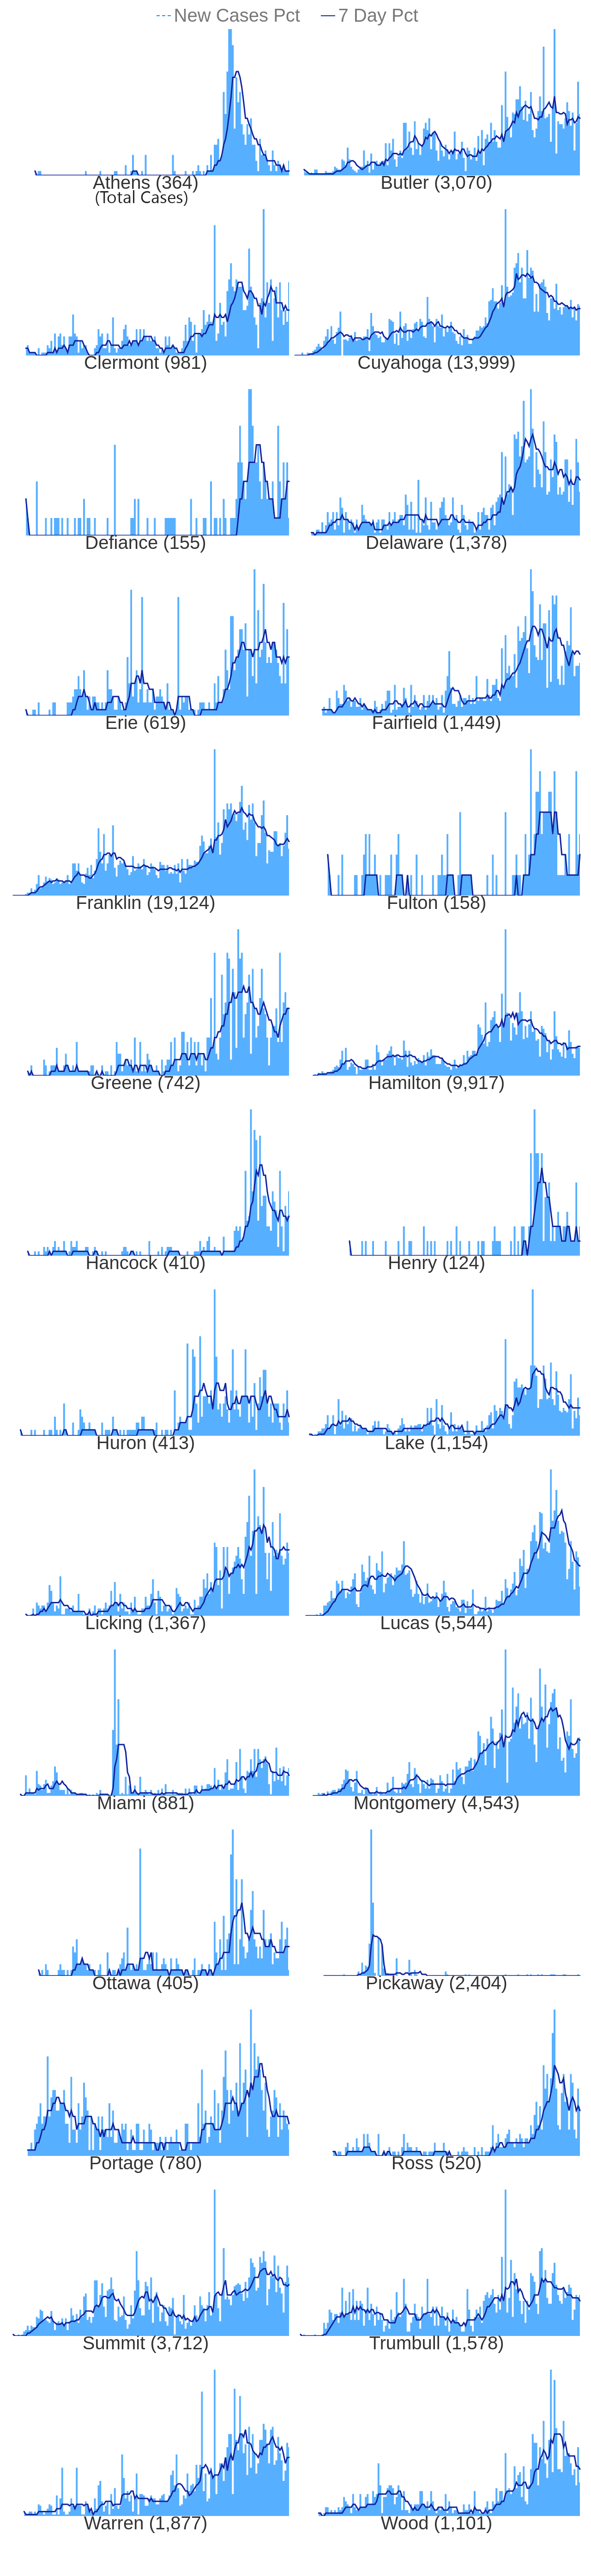 New Cases Pct 7 Day Pct
Athens (364) Butler (3,070)
(Total Cases)
Clermont (981) Cuyahoga (13,999)
Defiance (155) Delaware (1,378)
Erie (619) Fairfield (1,449)
Franklin (19,124) Fulton (158)
Greene (742) Hamilton (9,917)
Hancock (410) Henry (124)
Huron (413) Lake (1,154)
Licking (1,367) Lucas (5,544)
Miami (881) Montgomery (4,543)
Ottawa (405) Pickaway (2,404)
Portage (780) Ross (520)
Summit (3,712) Trumbull (1,578)
Warren (1,877) Wood (1,101)